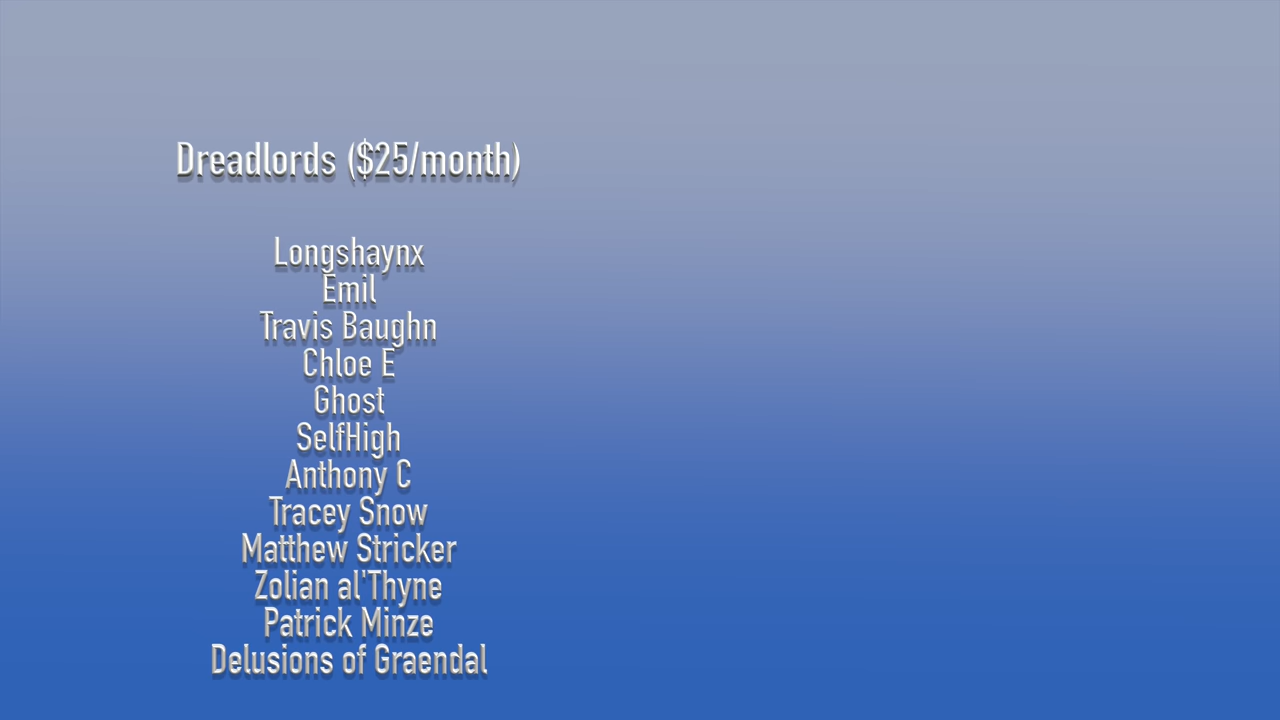 Dreadlords ($25/month)
Longshaynx
Emil
Travis Baughn
Chloe E
Ghost
SelfHigh
Anthony C
Tracey Snow
Matthew Stricker
Zolian al'Thyne
Patrick Minze
Delusions of Graendal